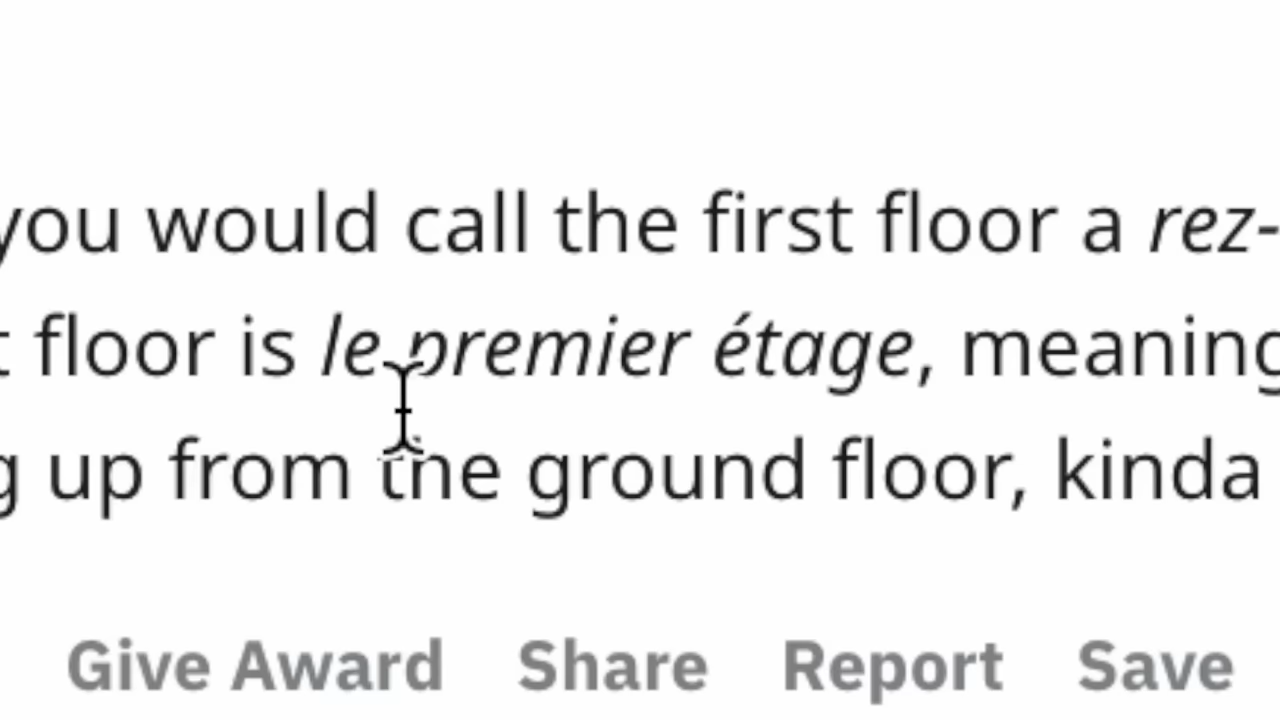 you would call the first floor a rez-
floor is le premier étage, meaning
up from the ground floor, kinda
Give Award Share Report Save